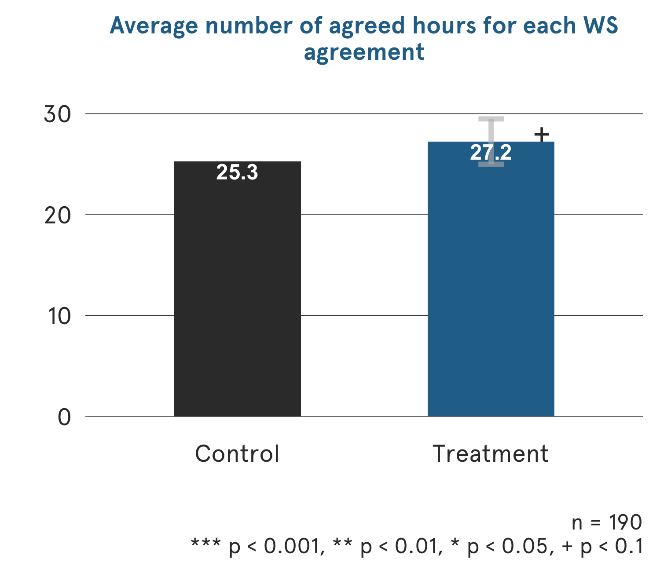 Average number of agreed hours for each WS
agreement
30
+
27.2
25.3
20
10
0
Control Treatment
n = 190
*** p < 0.001, ** p < 0.01, * p < 0.05, + p < 0.1